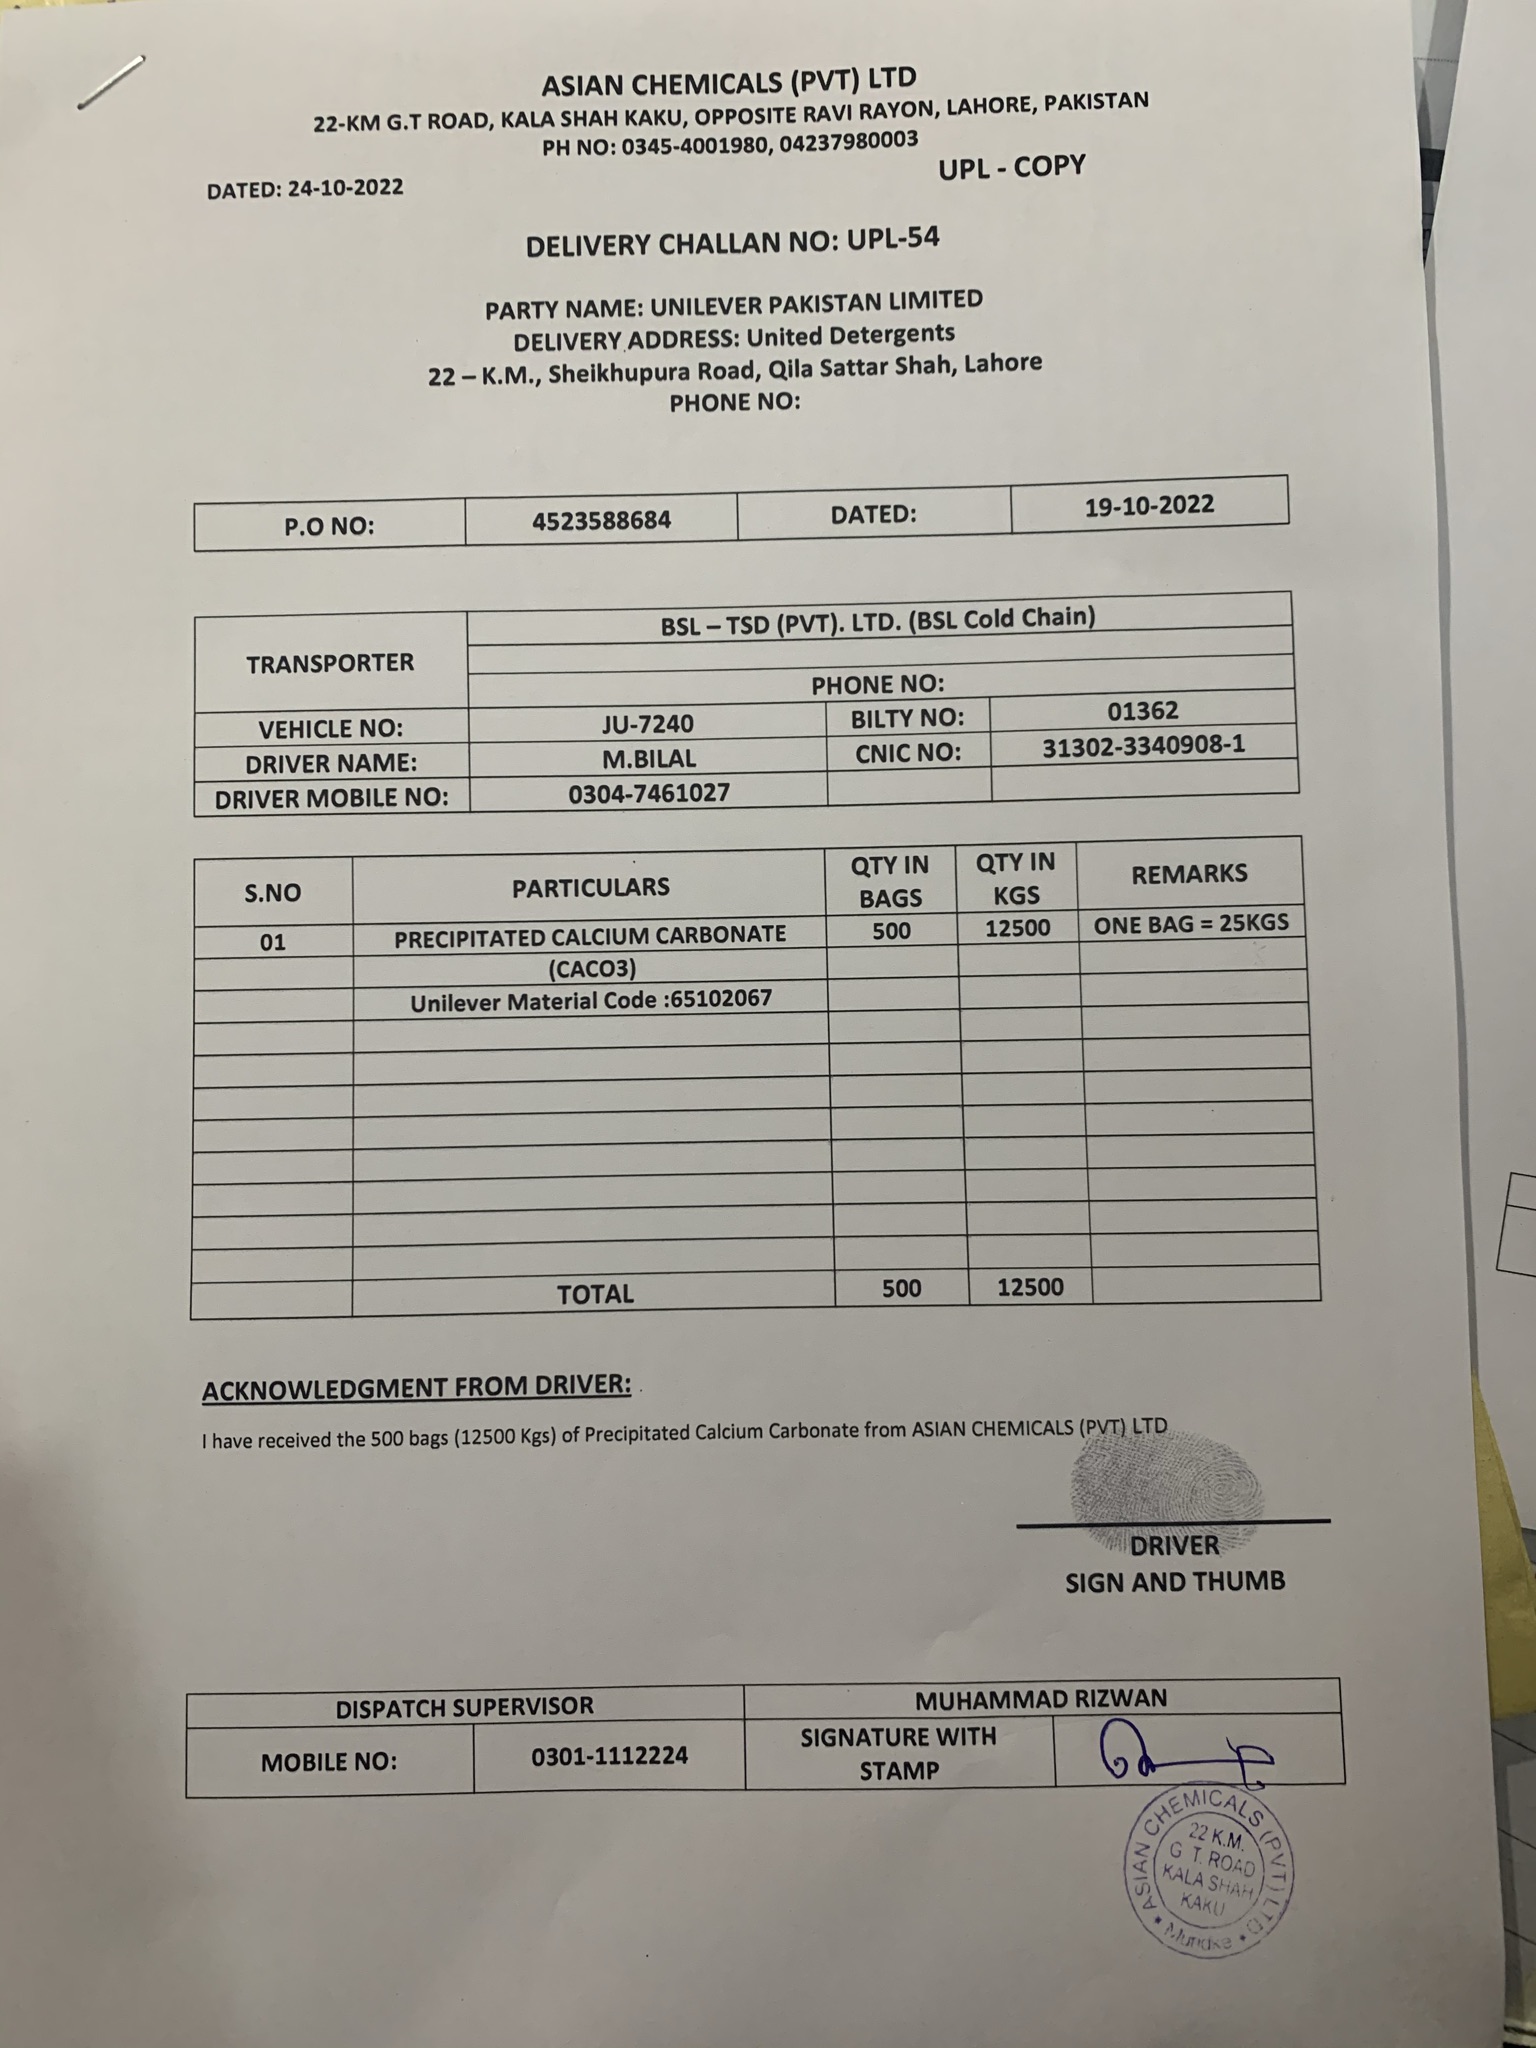 ASIAN CHEMICALS (PVT) LTD
22-KM G.T ROAD, KALA SHAH KAKU, OPPOSITE RAVI RAYON, LAHORE, PAKISTAN
PH NO: 0345-4001980, 04237980003
UPL - COPY
DATED: 24-10-2022
DELIVERY CHALLAN NO: UPL-54
PARTY NAME: UNILEVER PAKISTAN LIMITED
DELIVERY ADDRESS: United Detergents
22 – K.M., Sheikhupura Road, Qila Sattar Shah, Lahore
PHONE NO:
P.O NO: 4523588684 DATED: 19-10-2022
TRANSPORTER BSL – TSD (PVT). LTD. (BSL Cold Chain)
PHONE NO:
VEHICLE NO: JU-7240 BILTY NO: 01362
DRIVER NAME: M.BILAL CNIC NO: 31302-3340908-1
DRIVER MOBILE NO: 0304-7461027
S.NO PARTICULARS QTY IN BAGS QTY IN KGS REMARKS
01 PRECIPITATED CALCIUM CARBONATE 500 12500 ONE BAG = 25KGS
(CACO3)
Unilever Material Code :65102067
TOTAL 500 12500
ACKNOWLEDGMENT FROM DRIVER:
I have received the 500 bags (12500 Kgs) of Precipitated Calcium Carbonate from ASIAN CHEMICALS (PVT) LTD
DRIVER
SIGN AND THUMB
DISPATCH SUPERVISOR MUHAMMAD RIZWAN
MOBILE NO: 0301-1112224 SIGNATURE WITH STAMP
ASIAN CHEMICALS (PVT) LTD
22 K.M.
G T. ROAD
KALA SHAH
KAKU
Muridke